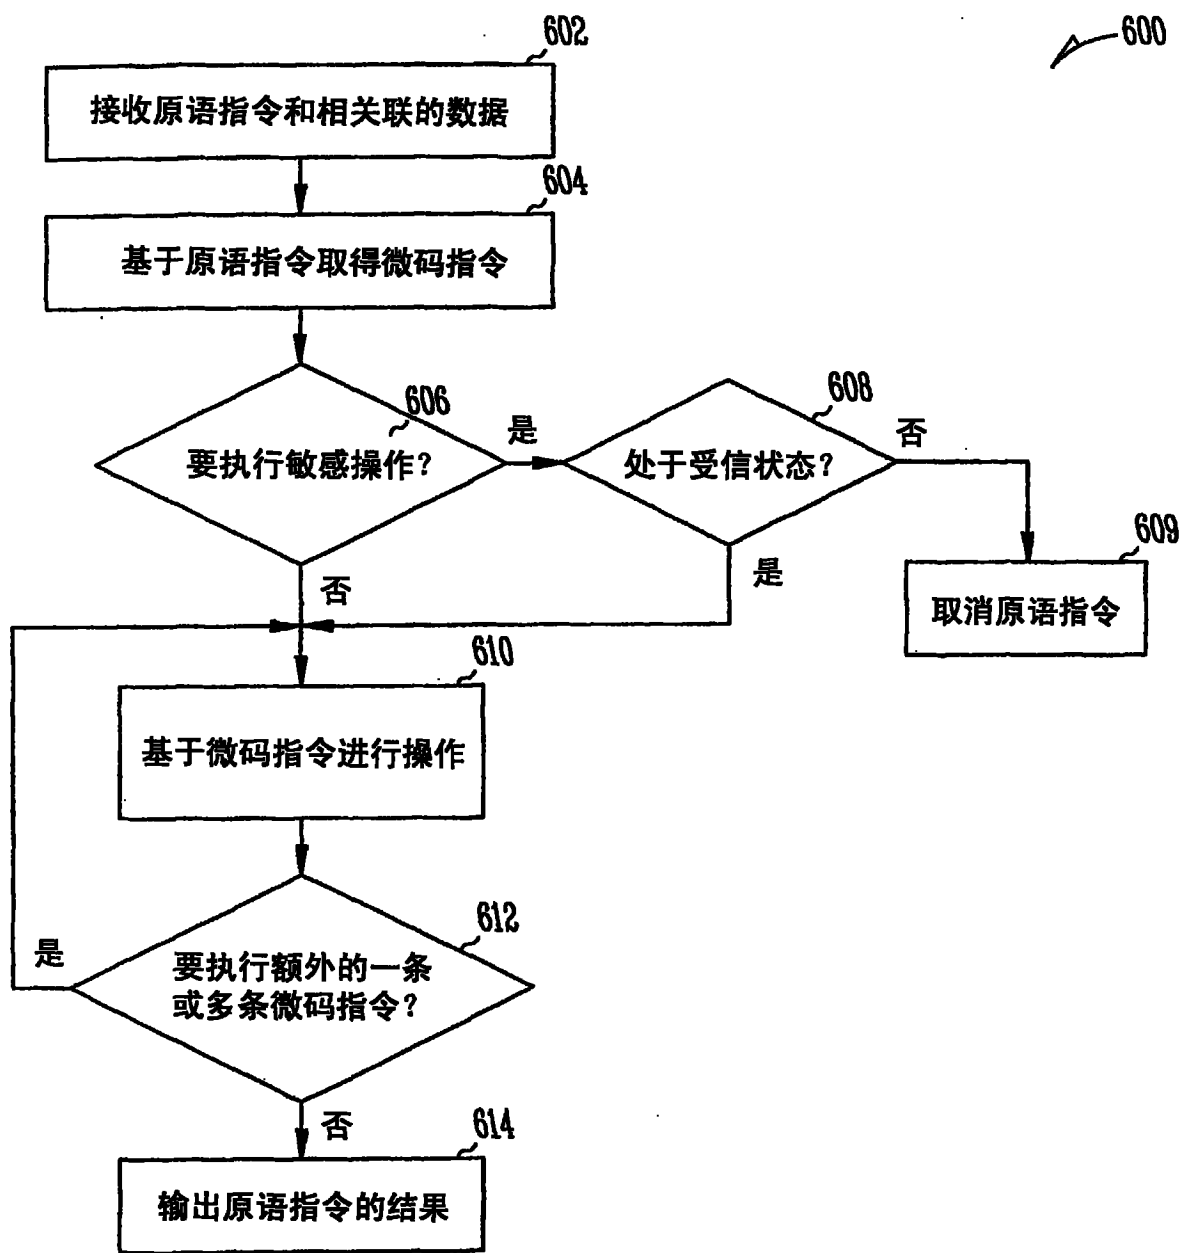 600
602
接收原语指令和相关联的数据
604
基于原语指令取得微码指令
606
要执行敏感操作？
是
608
处于受信状态？
否
609
取消原语指令
是
否
610
基于微码指令进行操作
612
要执行额外的一条
或多条微码指令？
是
否
614
输出原语指令的结果